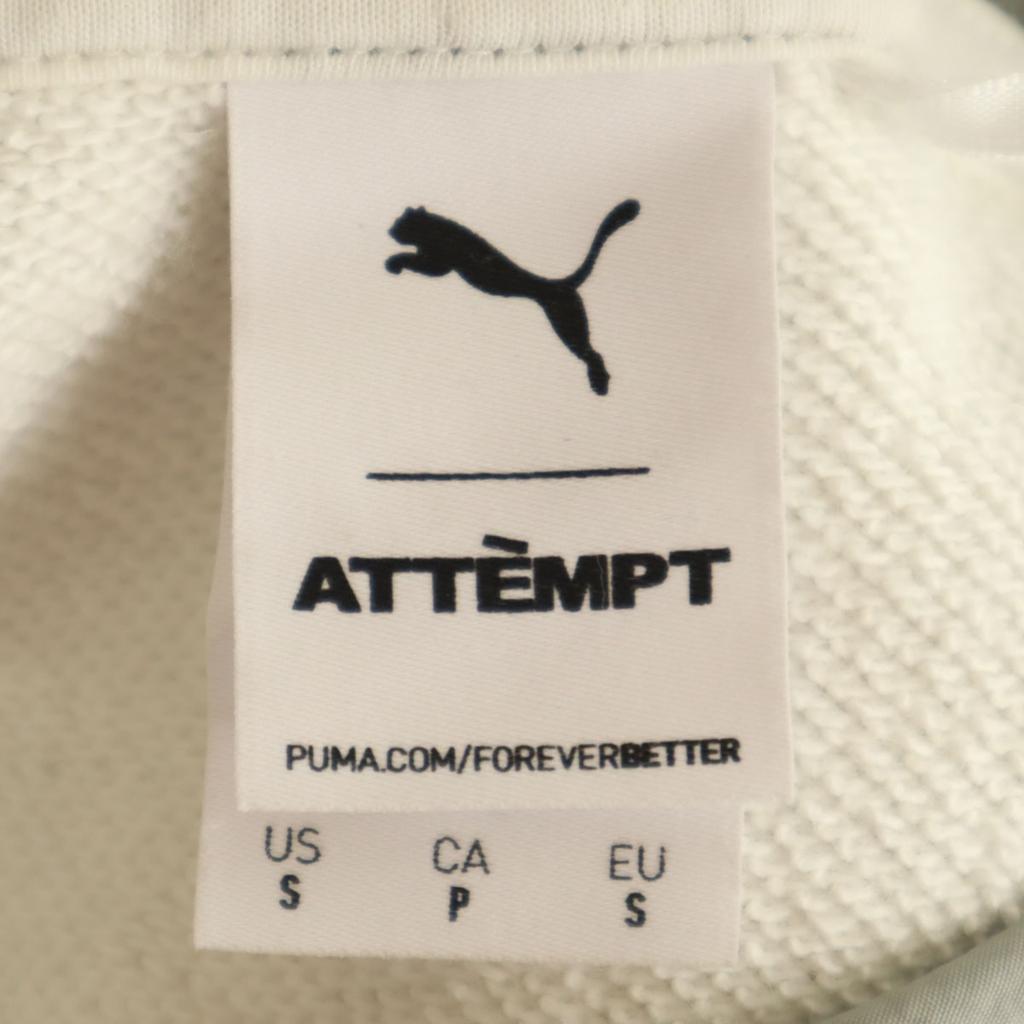 ATTÈMPT
PUMA.COM/FOREVERBETTER
US CA EU
S P S